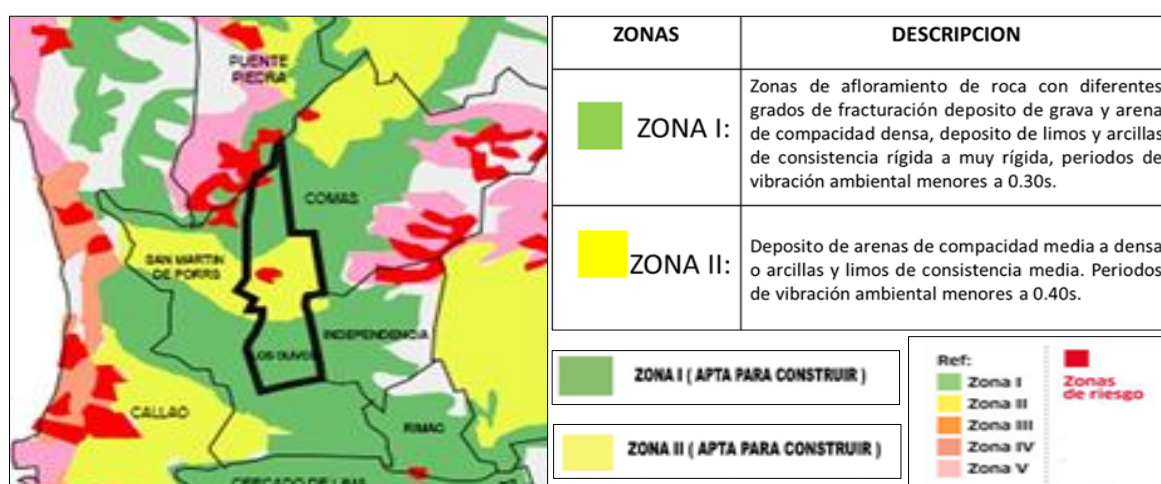 PUENTE
PIEDRA
COMAS
SAN MARTIN
DE PORRS
INDEPENDENCIA
LOS OLIVOS
CALLAO
RIMAC
CERCADO DE LIMA
ZONAS
DESCRIPCION
ZONA I:
Zonas de afloramiento de roca con diferentes
grados de fracturación deposito de grava y arena
de compacidad densa, deposito de limos y arcillas
de consistencia rígida a muy rígida, periodos de
vibración ambiental menores a 0.30s.
ZONA II:
Deposito de arenas de compacidad media a densa
o arcillas y limos de consistencia media. Periodos
de vibración ambiental menores a 0.40s.
ZONA I ( APTA PARA CONSTRUIR )
ZONA II ( APTA PARA CONSTRUIR )
Ref:
Zona I
Zona II
Zona III
Zona IV
Zona V
Zonas
de riesgo